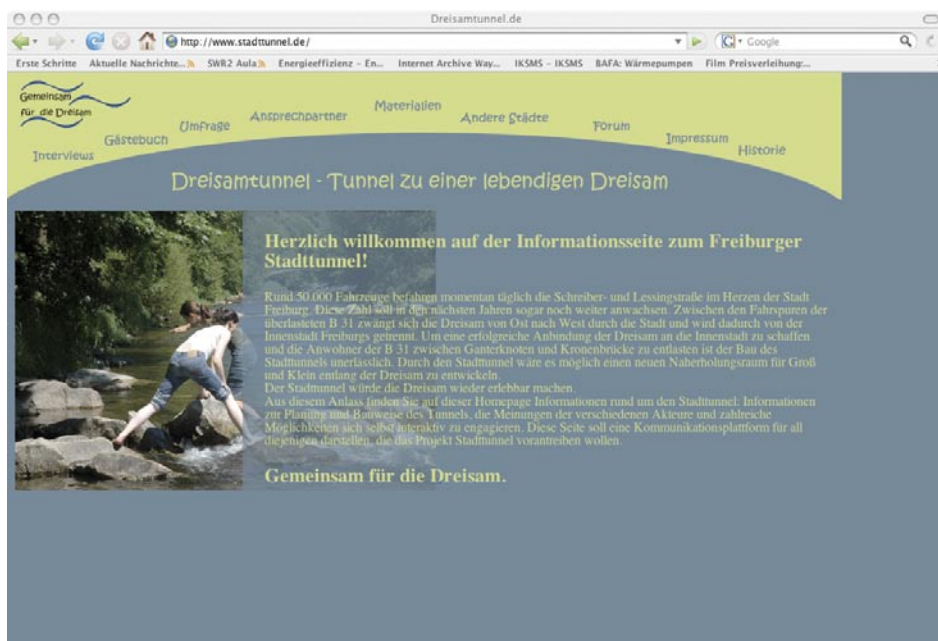 Dreisamtunnel.de
http://www.stadttunnel.de/
Google
Erste Schritte Aktuelle Nachrichte... SWR2 Aula Energieeffizienz - En... Internet Archive Way... IKSMS - IKSMS BAFA: Wärmepumpen Film Preisverleihung:...
Gemeinsam
für die Dreisam
Interviews Gästebuch Umfrage Ansprechpartner Materialien Andere Städte Forum Impressum Historie
Dreisamtunnel - Tunnel zu einer lebendigen Dreisam
Herzlich willkommen auf der Informationsseite zum Freiburger
Stadttunnel!
Rund 50.000 Fahrzeuge befahren momentan täglich die Schreiber- und Lessingstraße im Herzen der Stadt
Freiburg. Diese Zahl soll in den nächsten Jahren sogar noch weiter anwachsen. Zwischen den Fahrspuren der
überlasteten B 31 zwängt sich die Dreisam von Ost nach West durch die Stadt und wird dadurch von der
Innenstadt Freiburgs getrennt. Um eine erfolgreiche Anbindung der Dreisam an die Innenstadt zu schaffen
und die Anwohner der B 31 zwischen Ganterknoten und Kronenbrücke zu entlasten ist der Bau des
Stadttunnels unerlässlich. Durch den Stadttunnel wäre es möglich einen neuen Naherholungsraum für Groß
und Klein entlang der Dreisam zu entwickeln.
Der Stadttunnel würde die Dreisam wieder erlebbar machen.
Aus diesem Anlass finden Sie auf dieser Homepage Informationen rund um den Stadttunnel: Informationen
zur Planung und Bauweise des Tunnels, die Meinungen der verschiedenen Akteure und zahlreiche
Möglichkeiten sich selbst interaktiv zu engagieren. Diese Seite soll eine Kommunikationsplattform für all
diejenigen darstellen, die das Projekt Stadttunnel vorantreiben wollen.
Gemeinsam für die Dreisam.